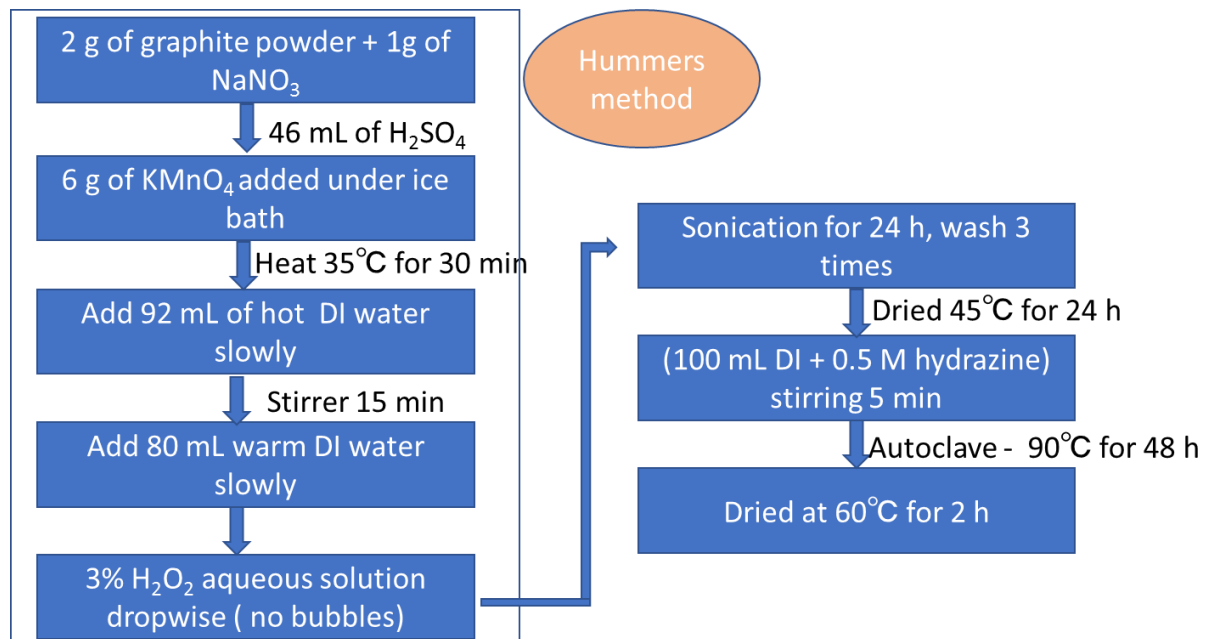 2 g of graphite powder + 1g of
NaNO₃
46 mL of H₂SO₄
6 g of KMnO₄ added under ice
bath
Heat 35℃ for 30 min
Add 92 mL of hot DI water
slowly
Stirrer 15 min
Add 80 mL warm DI water
slowly
3% H₂O₂ aqueous solution
dropwise ( no bubbles)
Hummers
method
Sonication for 24 h, wash 3
times
Dried 45℃ for 24 h
(100 mL DI + 0.5 M hydrazine)
stirring 5 min
Autoclave - 90℃ for 48 h
Dried at 60℃ for 2 h